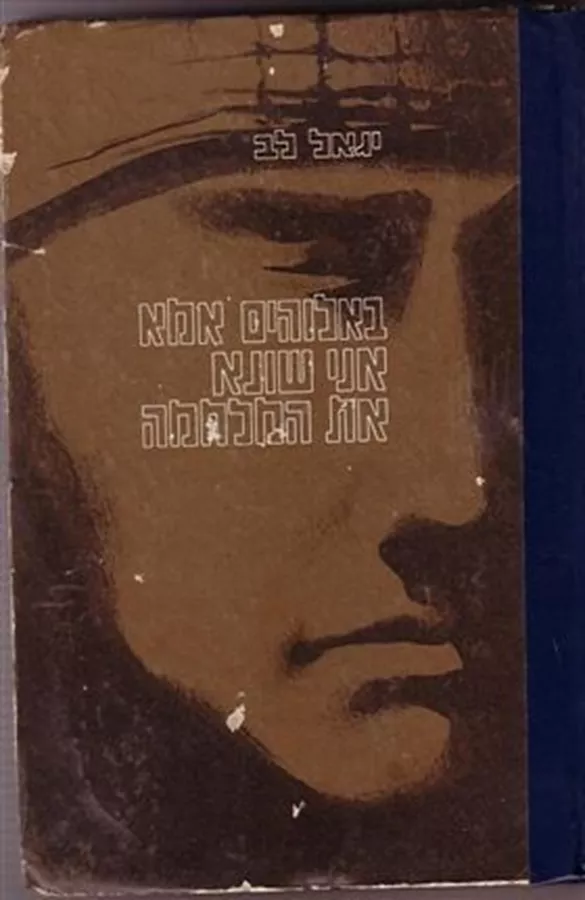 יגאל לב
באלוהים אמא
אני שונא
את המלחמה